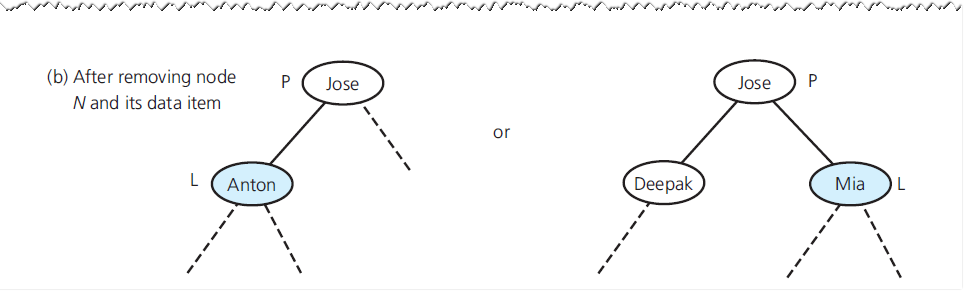 (b) After removing node
N and its data item
P
Jose
L
Anton
or
Jose
P
Deepak
Mia
L